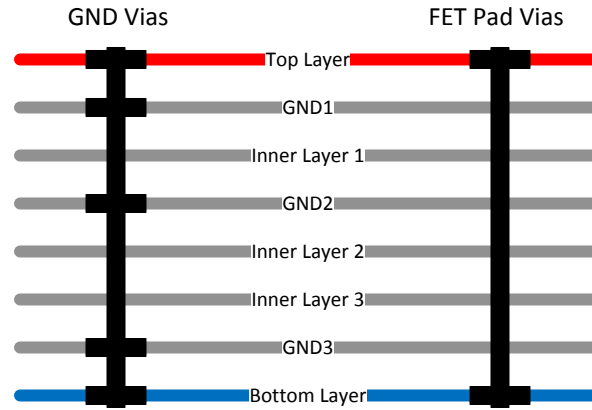 GND Vias
FET Pad Vias
Top Layer
GND1
Inner Layer 1
GND2
Inner Layer 2
Inner Layer 3
GND3
Bottom Layer